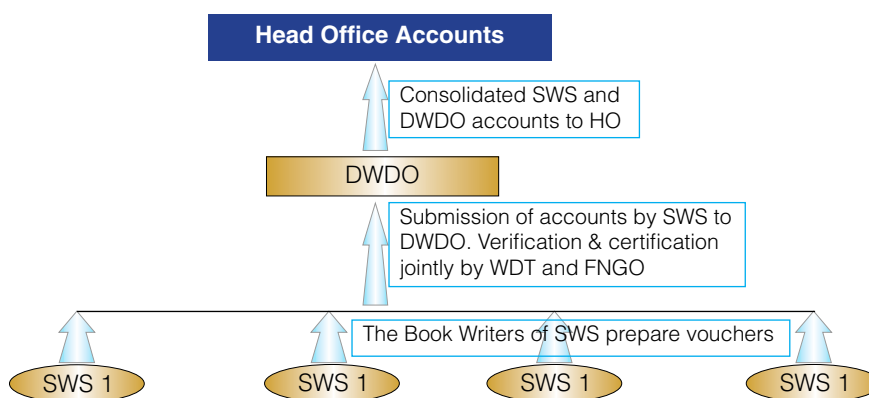 Head Office Accounts
Consolidated SWS and
DWDO accounts to HO
DWDO
Submission of accounts by SWS to
DWDO. Verification & certification
jointly by WDT and FNGO
The Book Writers of SWS prepare vouchers
SWS 1
SWS 1
SWS 1
SWS 1